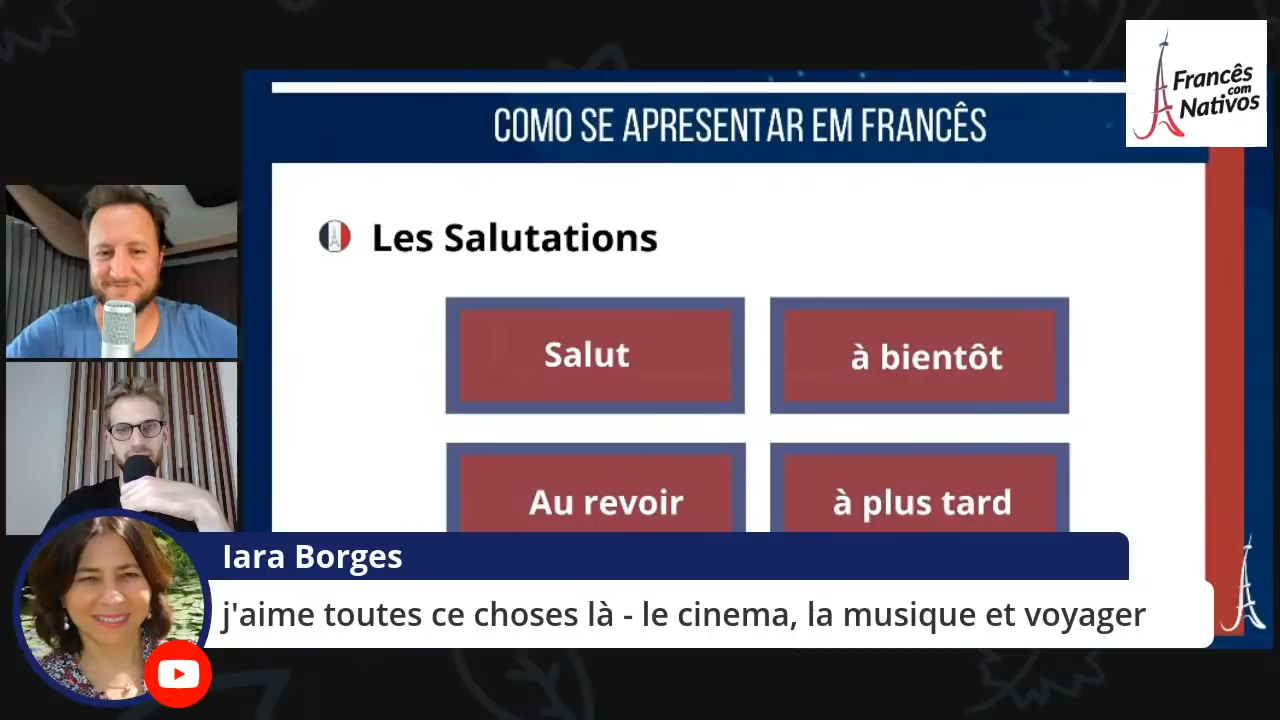 Francês
com
Nativos
COMO SE APRESENTAR EM FRANCÊS
Les Salutations
Salut
à bientôt
Au revoir
à plus tard
Iara Borges
j'aime toutes ce choses là - le cinema, la musique et voyager